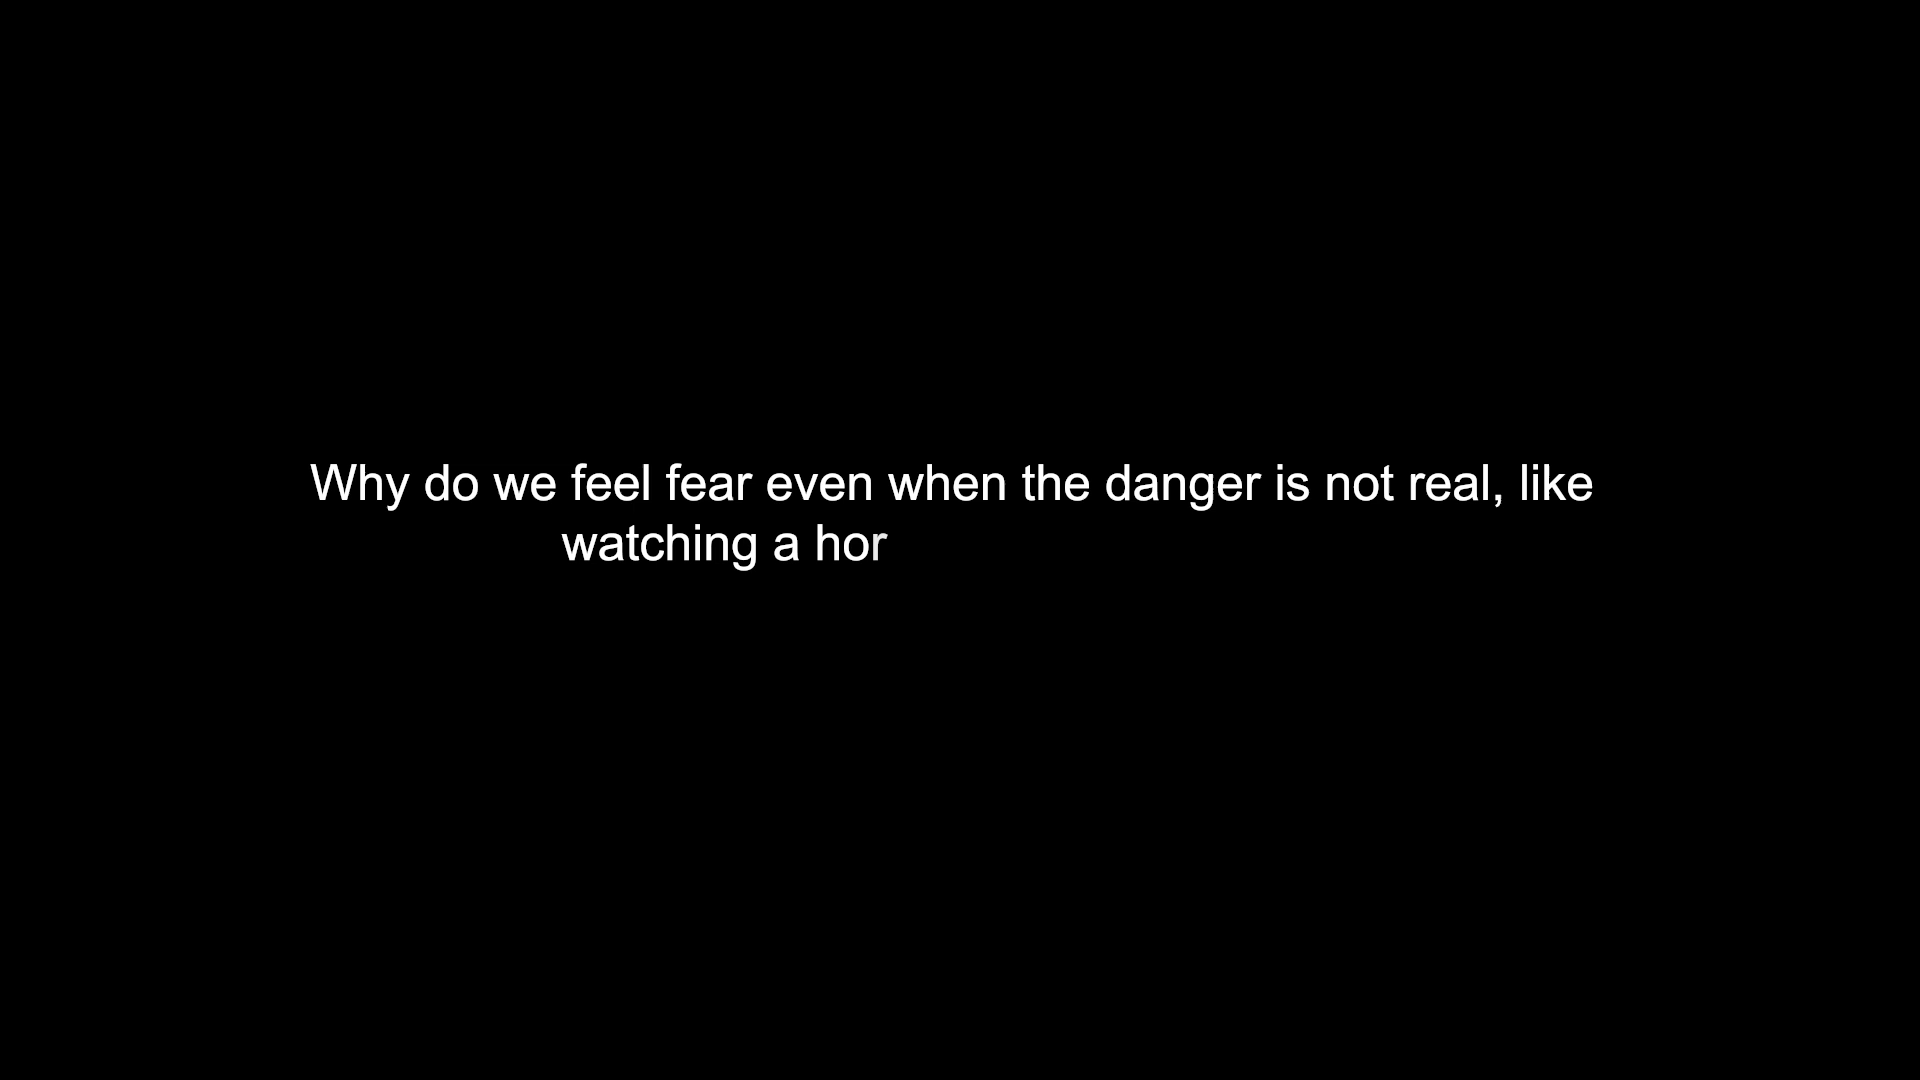 Why do we feel fear even when the danger is not real, like
watching a hor